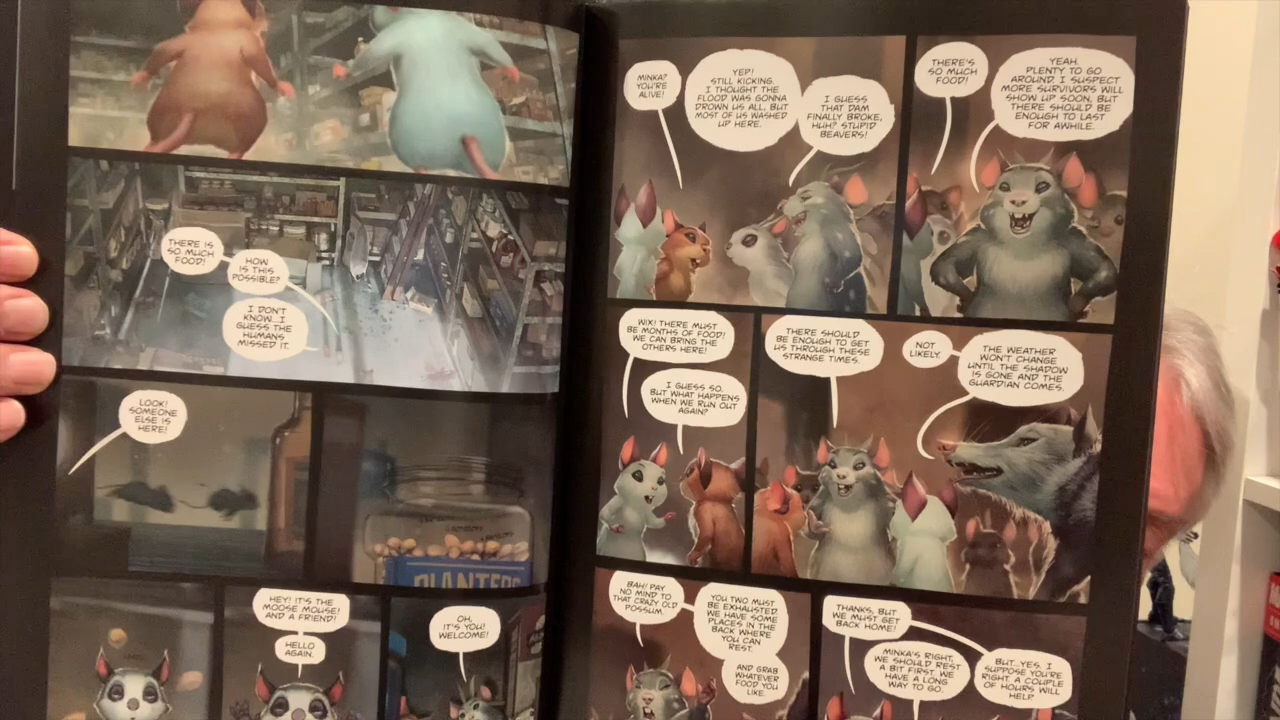 THERE IS
SO MUCH
FOOD!
HOW
IS THIS
POSSIBLE?
I DON'T
KNOW...I
GUESS THE
HUMANS
MISSED IT.
LOOK!
SOMEONE
ELSE IS
HERE!
PLANTERS
HEY! IT'S THE
MOOSE MOUSE!
AND A FRIEND!
HELLO
AGAIN.
OH,
IT'S YOU!
WELCOME!
MINKA?
YOU'RE
ALIVE!
YEP!
STILL KICKING.
I THOUGHT THE
FLOOD WAS GONNA
DROWN US ALL, BUT
MOST OF US WASHED
UP HERE.
I GUESS
THAT DAM
FINALLY BROKE,
HUH? STUPID
BEAVERS!
THERE'S
SO MUCH
FOOD!
YEAH.
PLENTY TO GO
AROUND. I SUSPECT
MORE SURVIVORS WILL
SHOW UP SOON, BUT
THERE SHOULD BE
ENOUGH TO LAST
FOR AWHILE.
WIX! THERE MUST
BE MONTHS OF FOOD!
WE CAN BRING THE
OTHERS HERE!
I GUESS SO.
BUT WHAT HAPPENS
WHEN WE RUN OUT
AGAIN?
THERE SHOULD
BE ENOUGH TO GET
US THROUGH THESE
STRANGE TIMES.
NOT
LIKELY.
THE WEATHER
WON'T CHANGE
UNTIL THE SHADOW
IS GONE AND THE
GUARDIAN COMES.
BAH! PAY
NO MIND TO
THAT CRAZY OLD
POSSUM.
YOU TWO MUST
BE EXHAUSTED.
WE HAVE SOME
PLACES IN THE
BACK WHERE
YOU CAN
REST.
AND GRAB
WHATEVER
FOOD YOU
LIKE.
THANKS, BUT
WE MUST GET
BACK HOME!
MINKA'S RIGHT,
WE SHOULD REST
A BIT FIRST. WE
HAVE A LONG
WAY TO GO.
BUT...YES, I
SUPPOSE YOU'RE
RIGHT. A COUPLE
OF HOURS WILL
HELP.